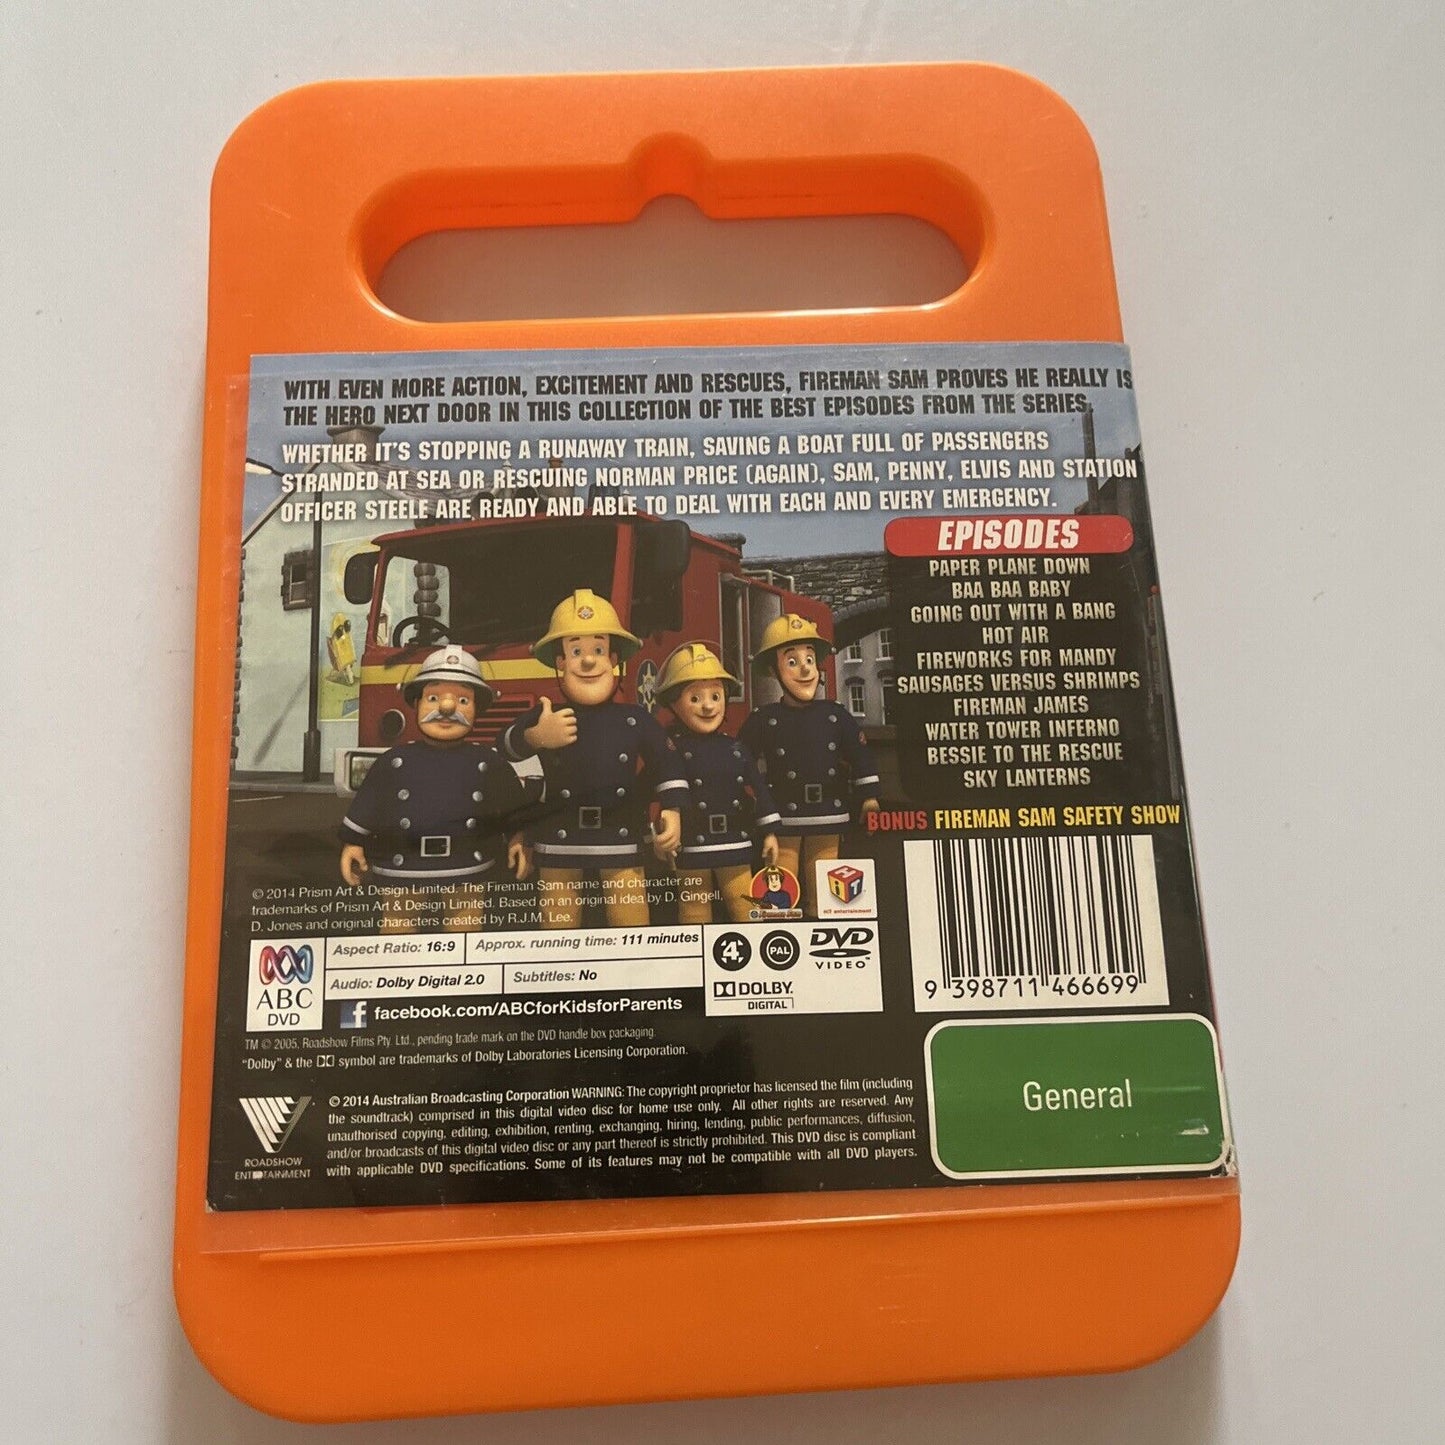 WITH EVEN MORE ACTION, EXCITEMENT AND RESCUES, FIREMAN SAM PROVES HE REALLY IS
THE HERO NEXT DOOR IN THIS COLLECTION OF THE BEST EPISODES FROM THE SERIES.
WHETHER IT'S STOPPING A RUNAWAY TRAIN, SAVING A BOAT FULL OF PASSENGERS
STRANDED AT SEA OR RESCUING NORMAN PRICE (AGAIN), SAM, PENNY, ELVIS AND STATION
OFFICER STEELE ARE READY AND ABLE TO DEAL WITH EACH AND EVERY EMERGENCY.
EPISODES
PAPER PLANE DOWN
BAA BAA BABY
GOING OUT WITH A BANG
HOT AIR
FIREWORKS FOR MANDY
SAUSAGES VERSUS SHRIMPS
FIREMAN JAMES
WATER TOWER INFERNO
BESSIE TO THE RESCUE
SKY LANTERNS
BONUS FIREMAN SAM SAFETY SHOW
© 2014 Prism Art & Design Limited. The Fireman Sam name and character are
trademarks of Prism Art & Design Limited. Based on an original idea by D. Gingell,
D. Jones and original characters created by R.J.M. Lee.
Fireman Sam
HiT
HIT entertainment
ABC
DVD
Aspect Ratio: 16:9
Approx. running time: 111 minutes
Audio: Dolby Digital 2.0
Subtitles: No
4
PAL
DVD
VIDEO
DOLBY
DIGITAL
f facebook.com/ABCforKidsforParents
9 398711 466699
TM © 2005, Roadshow Films Pty. Ltd., pending trade mark on the DVD handle box packaging.
"Dolby" & the symbol are trademarks of Dolby Laboratories Licensing Corporation.
General
© 2014 Australian Broadcasting Corporation WARNING: The copyright proprietor has licensed the film (including
the soundtrack) comprised in this digital video disc for home use only. All other rights are reserved. Any
unauthorised copying, editing, exhibition, renting, exchanging, hiring, lending, public performances, diffusion,
and/or broadcasts of this digital video disc or any part thereof is strictly prohibited. This DVD disc is compliant
with applicable DVD specifications. Some of its features may not be compatible with all DVD players.
ROADSHOW
ENTERTAINMENT